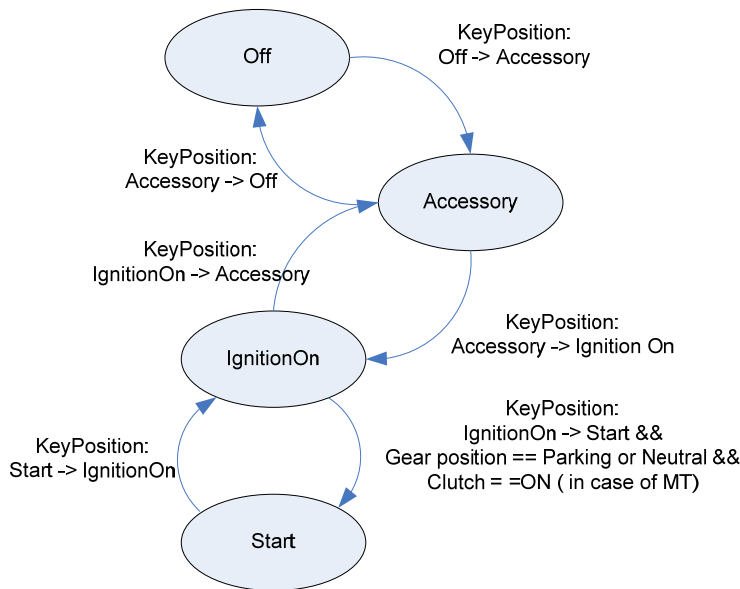 Off
KeyPosition:
Off -> Accessory
KeyPosition:
Accessory -> Off
Accessory
KeyPosition:
IgnitionOn -> Accessory
KeyPosition:
Accessory -> Ignition On
IgnitionOn
KeyPosition:
IgnitionOn -> Start &&
Gear position == Parking or Neutral &&
Clutch = =ON ( in case of MT)
KeyPosition:
Start -> IgnitionOn
Start